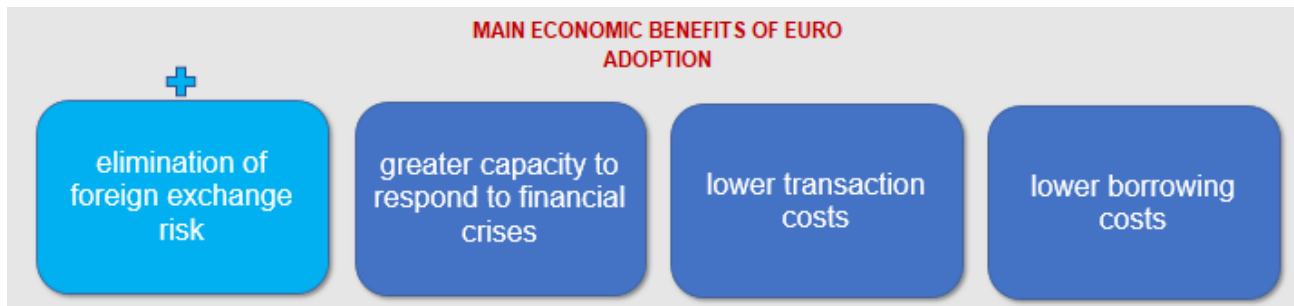 MAIN ECONOMIC BENEFITS OF EURO
ADOPTION
elimination of
foreign exchange
risk
greater capacity to
respond to financial
crises
lower transaction
costs
lower borrowing
costs